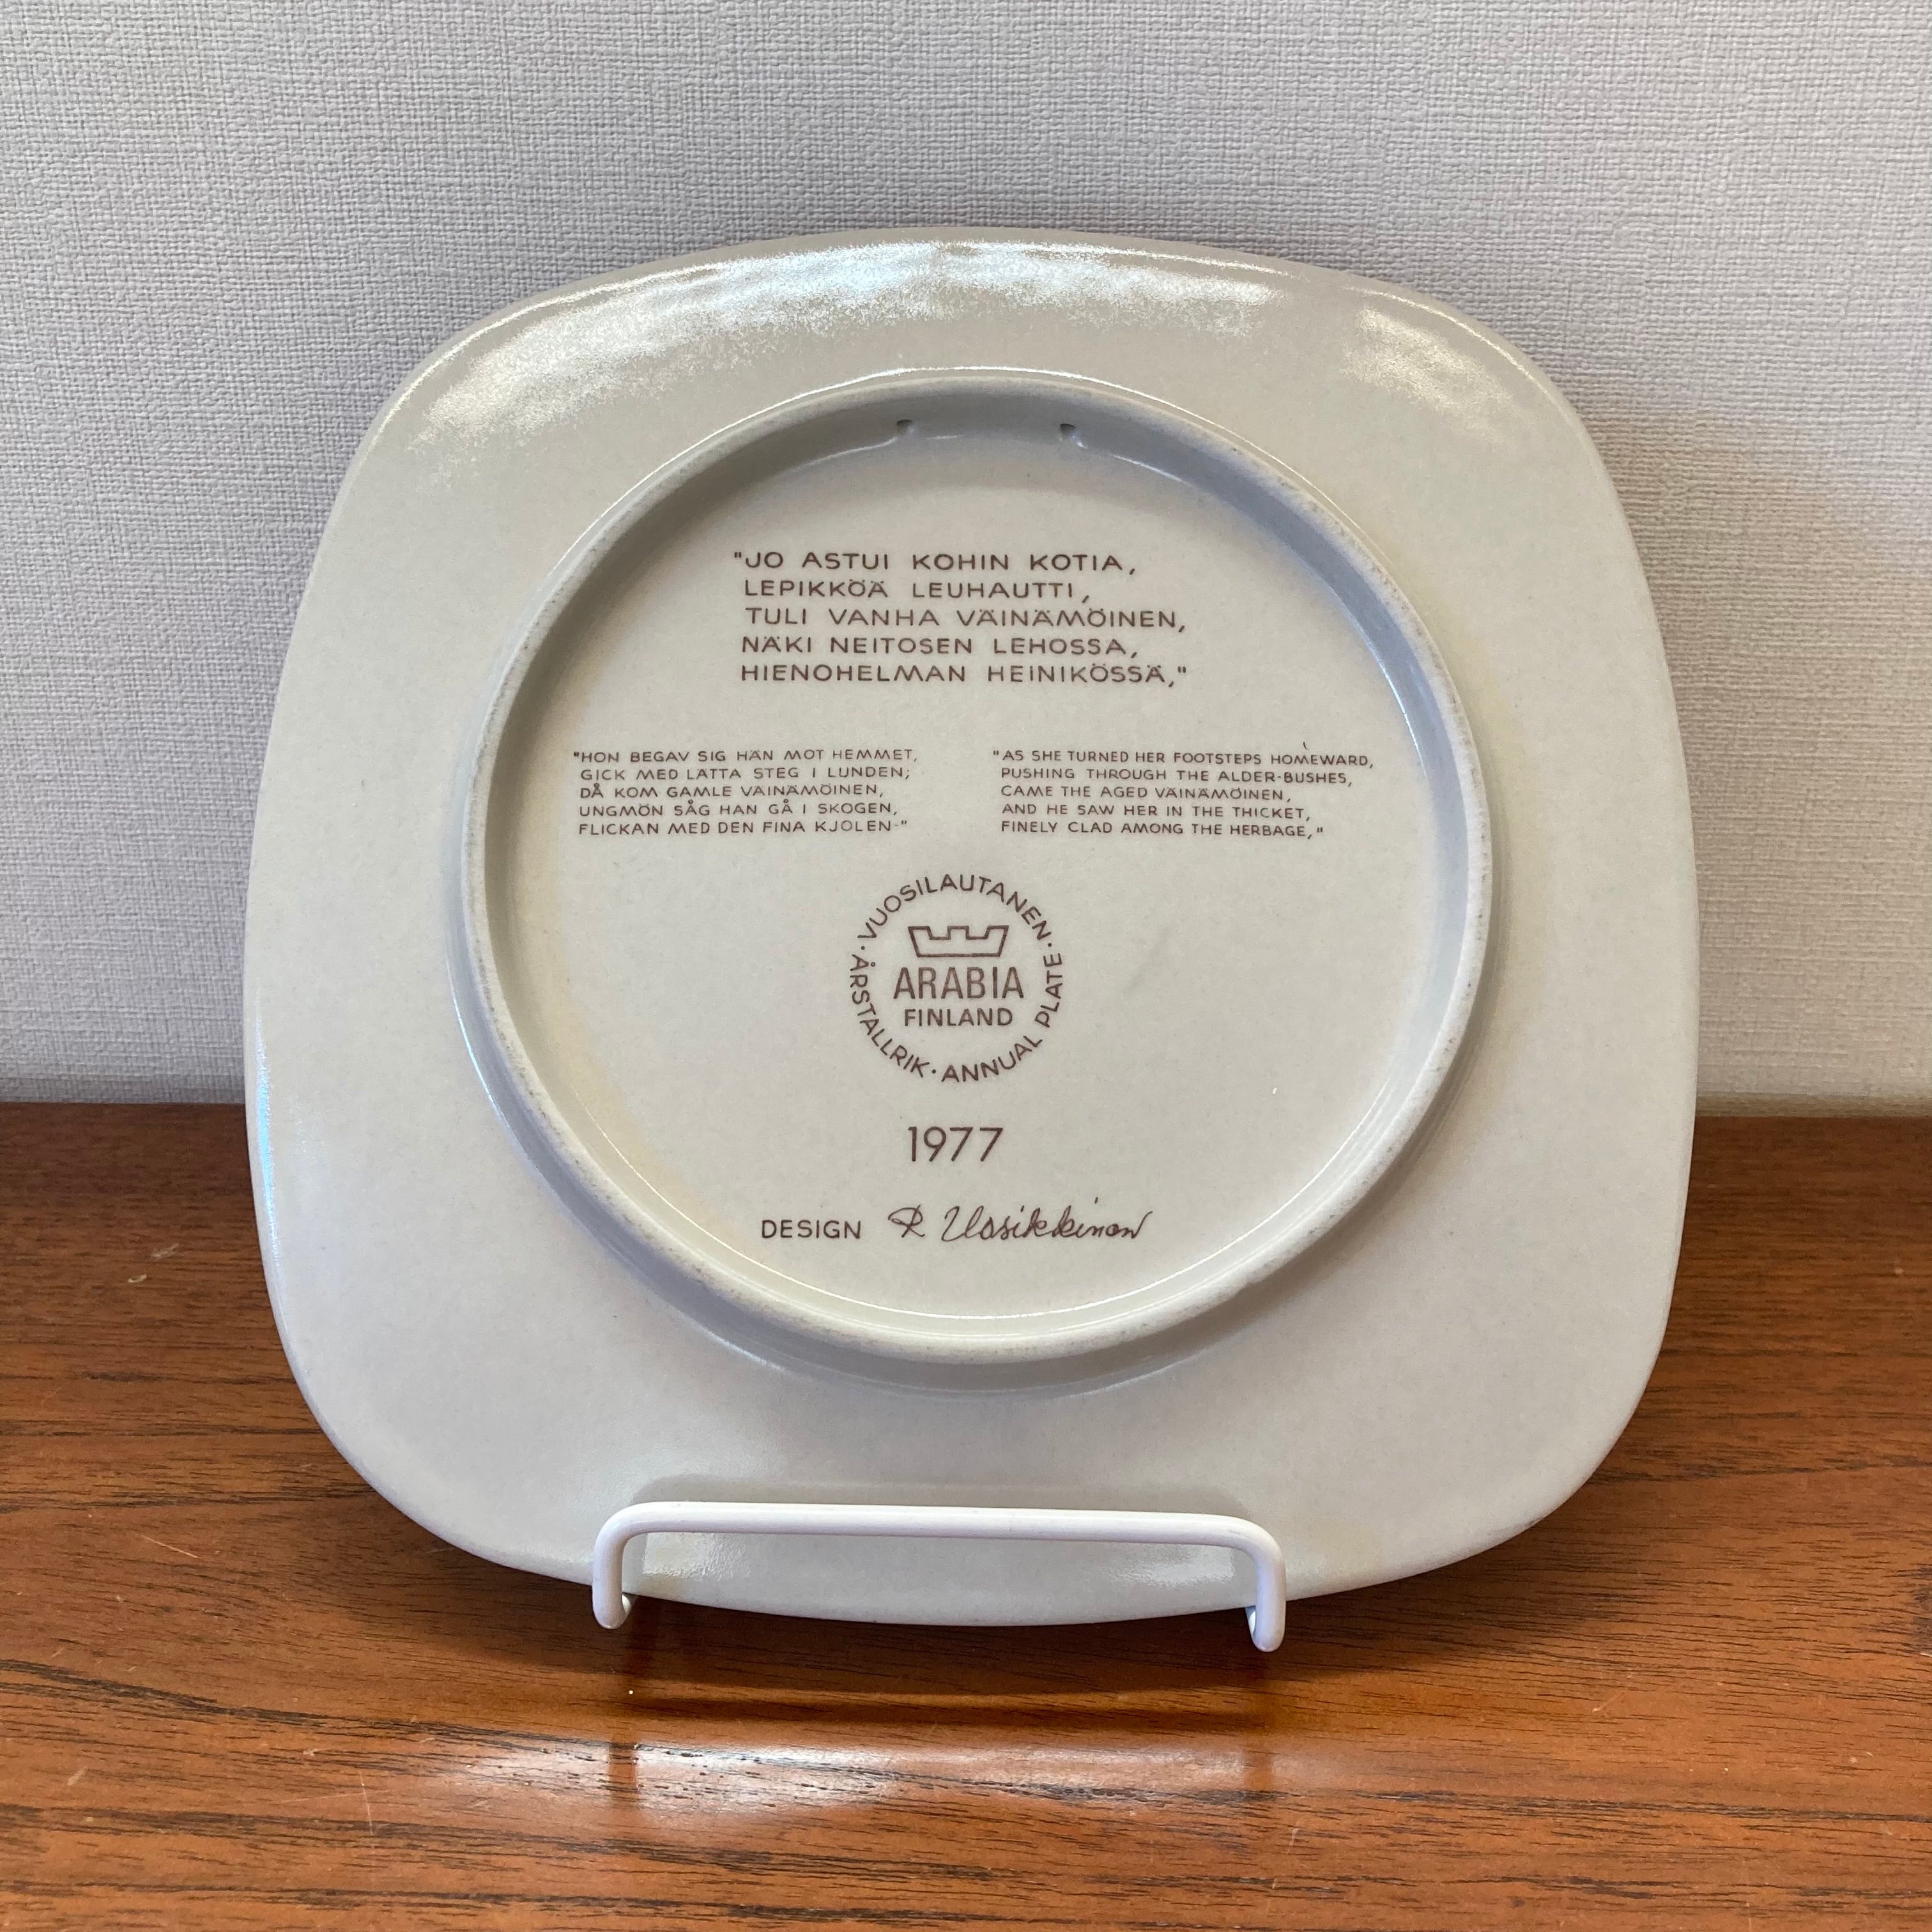 "JO ASTUI KOHIN KOTIA,
LEPIKKÖÄ LEUHAUTTI,
TULI VANHA VÄINÄMÖINEN,
NÄKI NEITOSEN LEHOSSA,
HIENOHELMAN HEINIKÖSSÄ,"
"HON BEGAV SIG HÄN MOT HEMMET,
GICK MED LÄTTA STEG I LUNDEN;
DÅ KOM GAMLE VÄINÄMÖINEN,
UNGMÖN SÅG HAN GÅ I SKOGEN,
FLICKAN MED DEN FINA KJOLEN-"
"AS SHE TURNED HER FOOTSTEPS HOMEWARD,
PUSHING THROUGH THE ALDER-BUSHES,
CAME THE AGED VÄINÄMÖINEN,
AND HE SAW HER IN THE THICKET,
FINELY CLAD AMONG THE HERBAGE,"
·VUOSILAUTANEN·
ARABIA
FINLAND
ÅRSTALLRIK · ANNUAL PLATE
1977
DESIGN R Uosikkinen